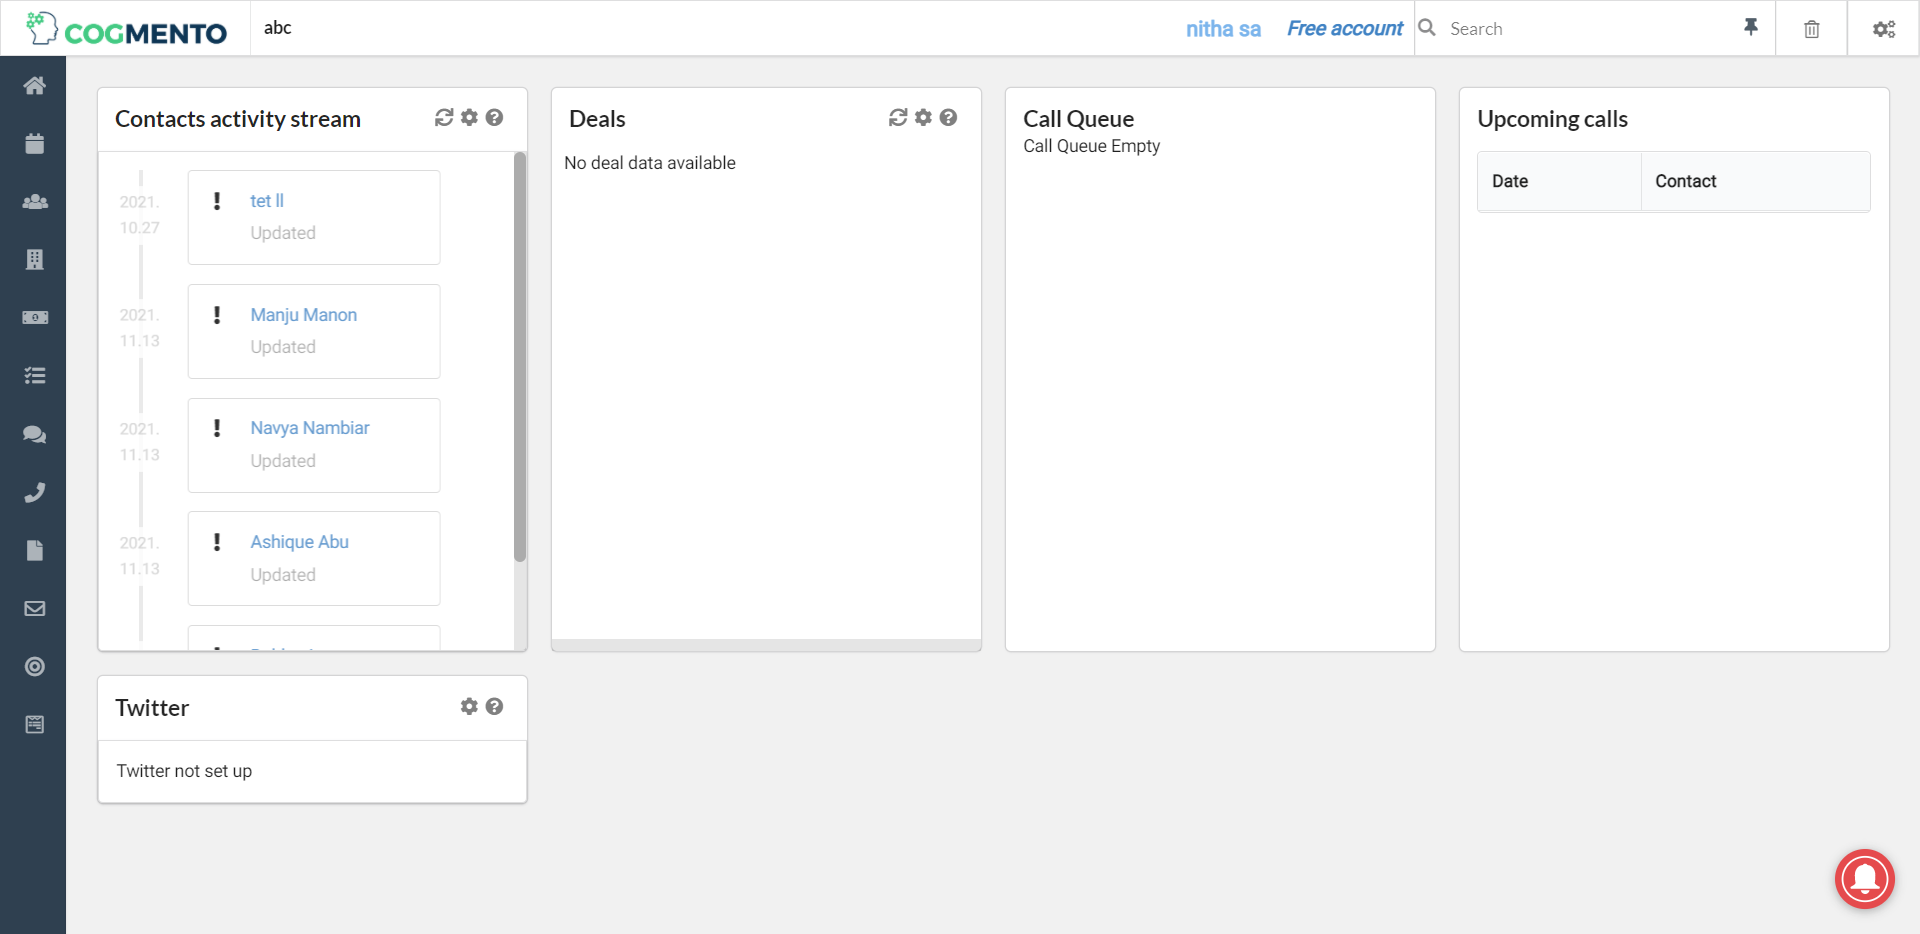 COGMENTO
abc
nitha sa
Free account
Search
Contacts activity stream
2021.
10.27
tet ll
Updated
2021.
11.13
Manju Manon
Updated
2021.
11.13
Navya Nambiar
Updated
2021.
11.13
Ashique Abu
Updated
Deals
No deal data available
Call Queue
Call Queue Empty
Upcoming calls
Date
Contact
Twitter
Twitter not set up